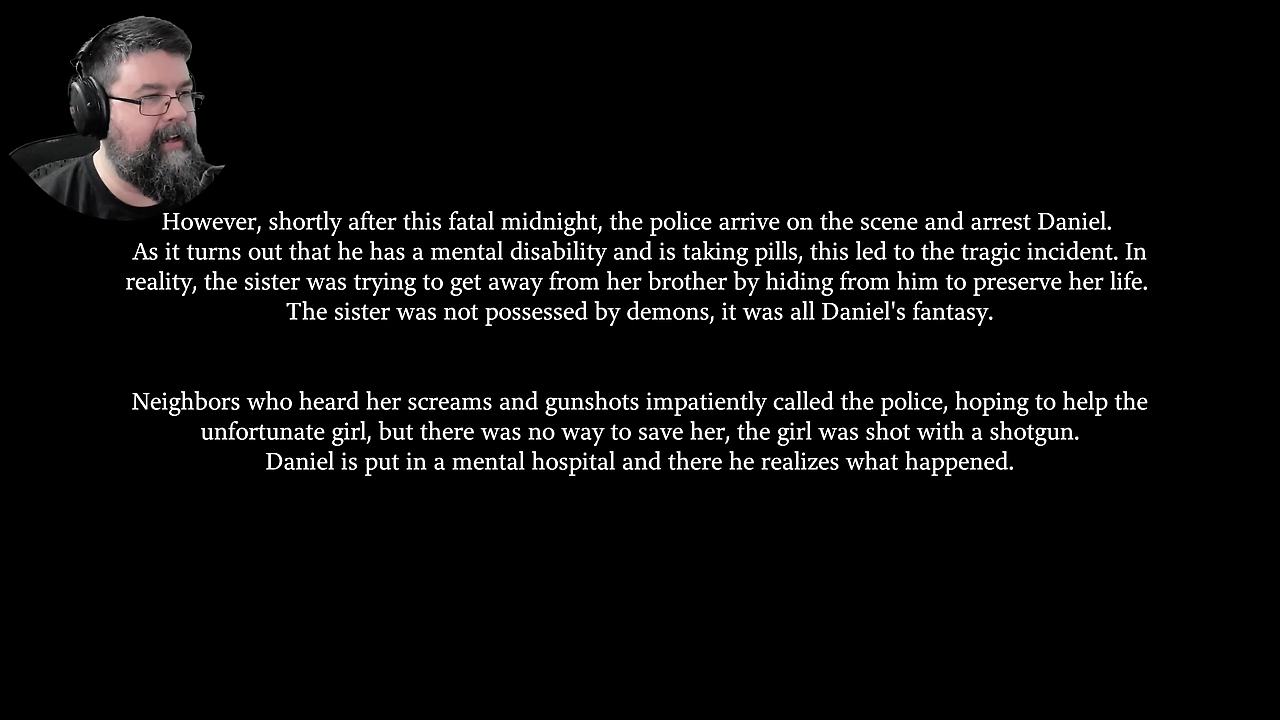 However, shortly after this fatal midnight, the police arrive on the scene and arrest Daniel.
As it turns out that he has a mental disability and is taking pills, this led to the tragic incident. In
reality, the sister was trying to get away from her brother by hiding from him to preserve her life.
The sister was not possessed by demons, it was all Daniel's fantasy.
Neighbors who heard her screams and gunshots impatiently called the police, hoping to help the
unfortunate girl, but there was no way to save her, the girl was shot with a shotgun.
Daniel is put in a mental hospital and there he realizes what happened.